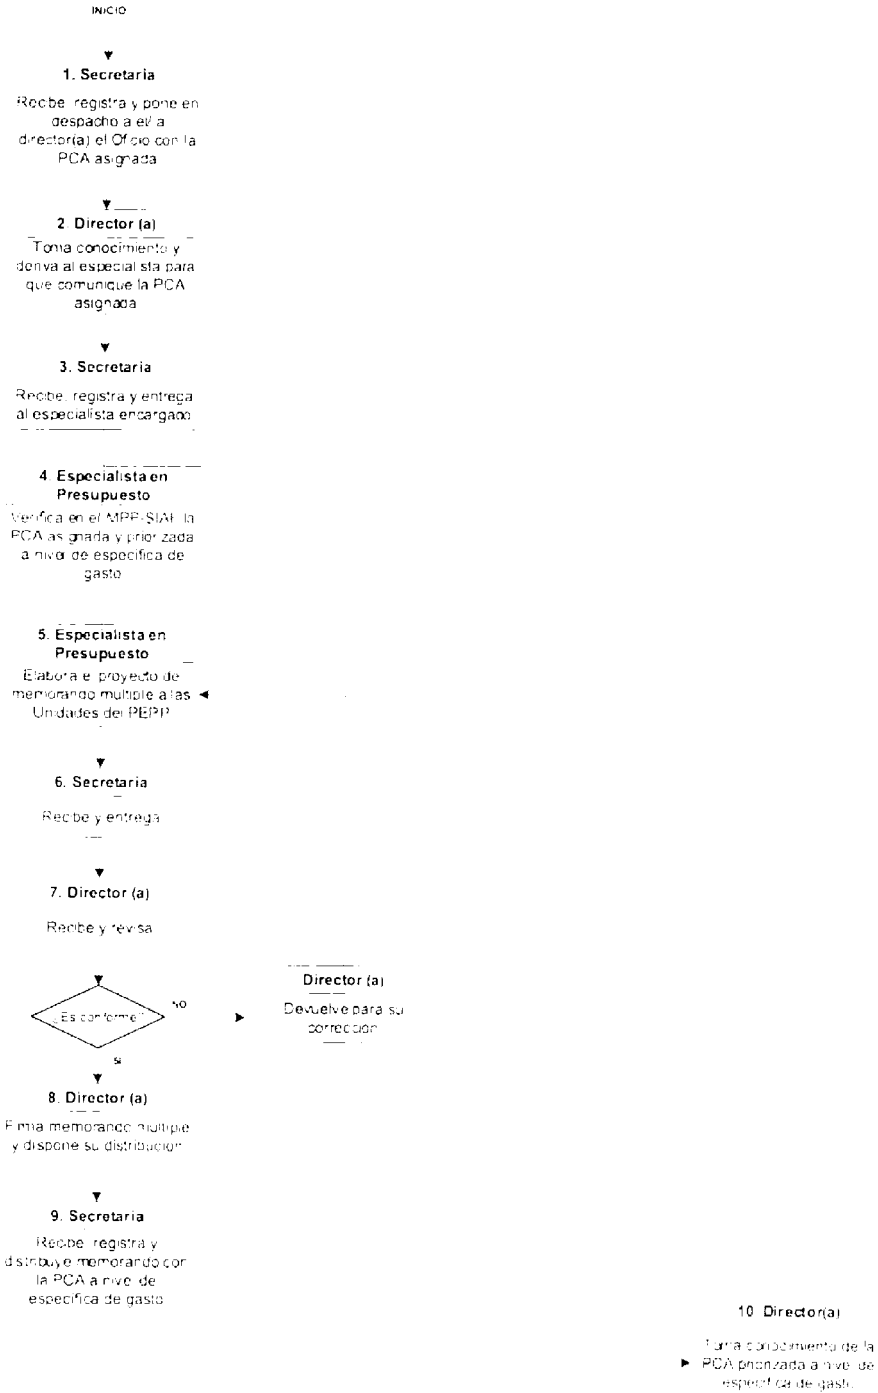 INICIO
1. Secretaria
Recibe, registra y pone en
despacho a el/ a
director(a) el Oficio con la
PCA asignada
2. Director (a)
Toma conocimiento y
deriva al especialista para
que comunique la PCA
asignada
3. Secretaria
Recibe, registra y entrega
al especialista encargado
4. Especialista en
Presupuesto
Verifica en el MPP-SIAF la
PCA asignada y priorizada
a nivel de especifica de
gasto
5. Especialista en
Presupuesto
Elabora el proyecto de
memorando multiple a las
Unidades del PEPP
6. Secretaria
Recibe y entrega
7. Director (a)
Recibe y revisa
¿Es conforme?
NO
Director (a)
Devuelve para su
corrección
SI
8. Director (a)
Firma memorando multiple
y dispone su distribucion
9. Secretaria
Recibe, registra y
distribuye memorando con
la PCA a nivel de
especifica de gasto
10. Director(a)
Toma conocimiento de la
PCA priorizada a nivel de
especifica de gasto